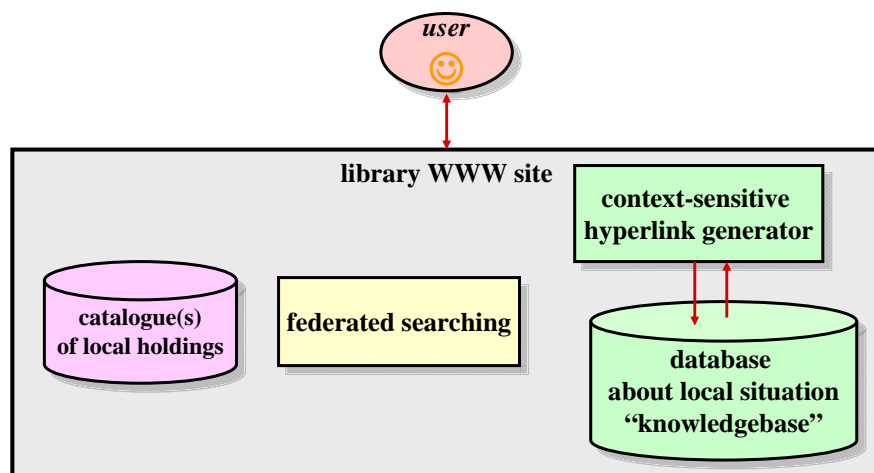 user
library WWW site
context-sensitive
hyperlink generator
catalogue(s)
of local holdings
federated searching
database
about local situation
“knowledgebase”